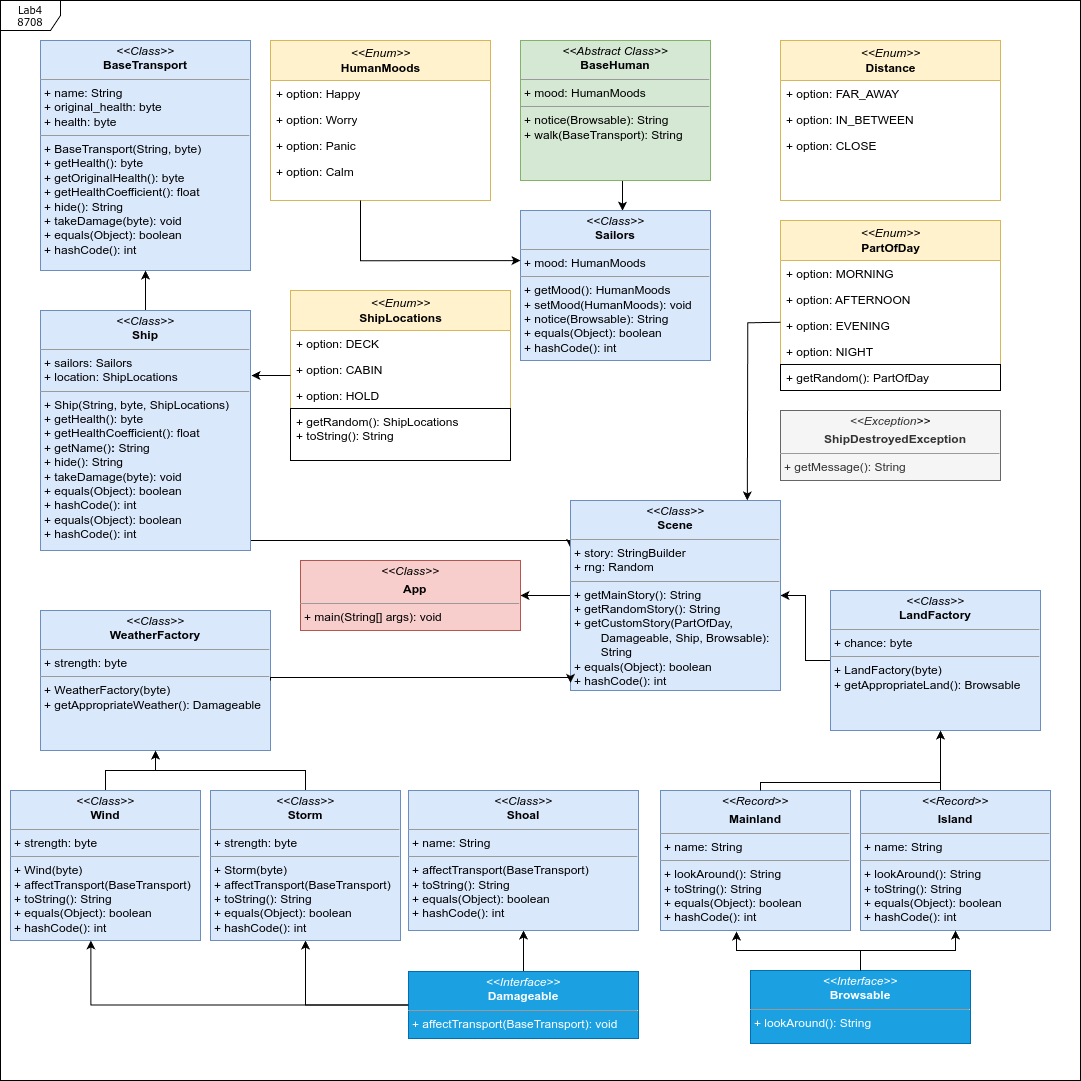 Lab4
8708
<<Class>>
BaseTransport
+ name: String
+ original_health: byte
+ health: byte
+ BaseTransport(String, byte)
+ getHealth(): byte
+ getOriginalHealth(): byte
+ getHealthCoefficient(): float
+ hide(): String
+ takeDamage(byte): void
+ equals(Object): boolean
+ hashCode(): int
<<Enum>>
HumanMoods
+ option: Happy
+ option: Worry
+ option: Panic
+ option: Calm
<<Abstract Class>>
BaseHuman
+ mood: HumanMoods
+ notice(Browsable): String
+ walk(BaseTransport): String
<<Enum>>
Distance
+ option: FAR_AWAY
+ option: IN_BETWEEN
+ option: CLOSE
<<Class>>
Sailors
+ mood: HumanMoods
+ getMood(): HumanMoods
+ setMood(HumanMoods): void
+ notice(Browsable): String
+ equals(Object): boolean
+ hashCode(): int
<<Enum>>
PartOfDay
+ option: MORNING
+ option: AFTERNOON
+ option: EVENING
+ option: NIGHT
+ getRandom(): PartOfDay
<<Class>>
Ship
+ sailors: Sailors
+ location: ShipLocations
+ Ship(String, byte, ShipLocations)
+ getHealth(): byte
+ getHealthCoefficient(): float
+ getName(): String
+ hide(): String
+ takeDamage(byte): void
+ equals(Object): boolean
+ hashCode(): int
+ equals(Object): boolean
+ hashCode(): int
<<Enum>>
ShipLocations
+ option: DECK
+ option: CABIN
+ option: HOLD
+ getRandom(): ShipLocations
+ toString(): String
<<Exception>>
ShipDestroyedException
+ getMessage(): String
<<Class>>
Scene
+ story: StringBuilder
+ rng: Random
+ getMainStory(): String
+ getRandomStory(): String
+ getCustomStory(PartOfDay,
Damageable, Ship, Browsable):
String
+ equals(Object): boolean
+ hashCode(): int
<<Class>>
App
+ main(String[] args): void
<<Class>>
LandFactory
+ chance: byte
+ LandFactory(byte)
+ getAppropriateLand(): Browsable
<<Class>>
WeatherFactory
+ strength: byte
+ WeatherFactory(byte)
+ getAppropriateWeather(): Damageable
<<Class>>
Wind
+ strength: byte
+ Wind(byte)
+ affectTransport(BaseTransport)
+ toString(): String
+ equals(Object): boolean
+ hashCode(): int
<<Class>>
Storm
+ strength: byte
+ Storm(byte)
+ affectTransport(BaseTransport)
+ toString(): String
+ equals(Object): boolean
+ hashCode(): int
<<Class>>
Shoal
+ name: String
+ affectTransport(BaseTransport)
+ toString(): String
+ equals(Object): boolean
+ hashCode(): int
<<Record>>
Mainland
+ name: String
+ lookAround(): String
+ toString(): String
+ equals(Object): boolean
+ hashCode(): int
<<Record>>
Island
+ name: String
+ lookAround(): String
+ toString(): String
+ equals(Object): boolean
+ hashCode(): int
<<Interface>>
Damageable
+ affectTransport(BaseTransport): void
<<Interface>>
Browsable
+ lookAround(): String